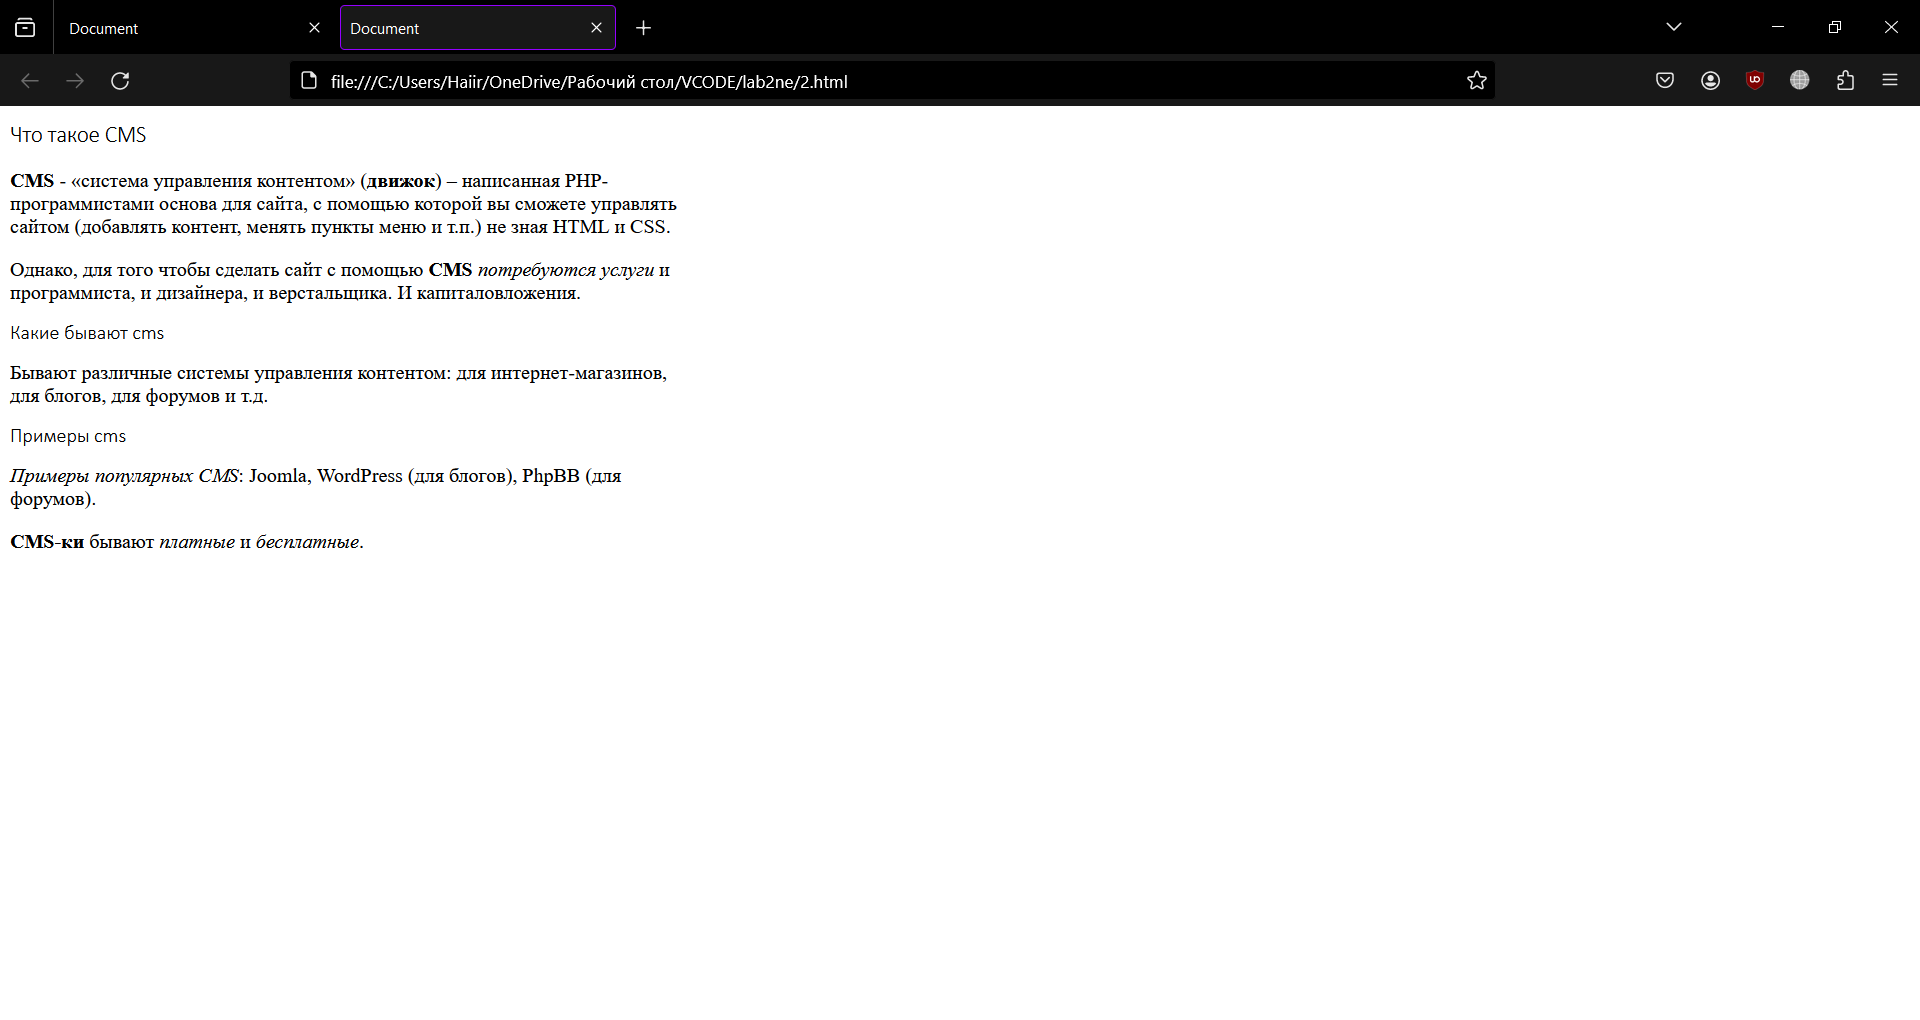 Document
Document
file:///C:/Users/Haiir/OneDrive/Рабочий стол/VCODE/lab2ne/2.html
Что такое CMS
CMS - «система управления контентом» (движок) – написанная PHP-
программистами основа для сайта, с помощью которой вы сможете управлять
сайтом (добавлять контент, менять пункты меню и т.п.) не зная HTML и CSS.
Однако, для того чтобы сделать сайт с помощью CMS потребуются услуги и
программиста, и дизайнера, и верстальщика. И капиталовложения.
Какие бывают cms
Бывают различные системы управления контентом: для интернет-магазинов,
для блогов, для форумов и т.д.
Примеры cms
Примеры популярных CMS: Joomla, WordPress (для блогов), PhpBB (для
форумов).
CMS-ки бывают платные и бесплатные.